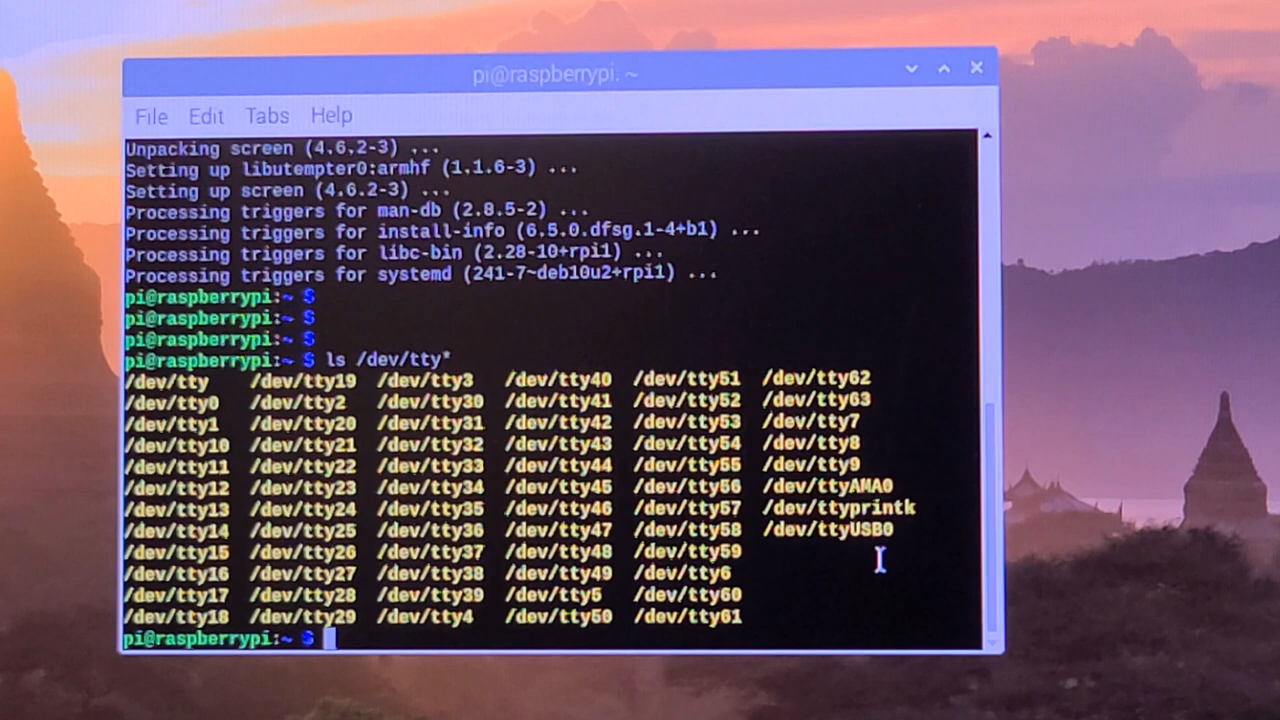 pi@raspberrypi: ~
File Edit Tabs Help
Unpacking screen (4.6.2-3) ...
Setting up libutempter0:armhf (1.1.6-3) ...
Setting up screen (4.6.2-3) ...
Processing triggers for man-db (2.8.5-2) ...
Processing triggers for install-info (6.5.0.dfsg.1-4+b1) ...
Processing triggers for libc-bin (2.28-10+rpi1) ...
Processing triggers for systemd (241-7~deb10u2+rpi1) ...
pi@raspberrypi:~ $
pi@raspberrypi:~ $
pi@raspberrypi:~ $
pi@raspberrypi:~ $ ls /dev/tty*
/dev/tty /dev/tty19 /dev/tty3 /dev/tty40 /dev/tty51 /dev/tty62
/dev/tty0 /dev/tty2 /dev/tty30 /dev/tty41 /dev/tty52 /dev/tty63
/dev/tty1 /dev/tty20 /dev/tty31 /dev/tty42 /dev/tty53 /dev/tty7
/dev/tty10 /dev/tty21 /dev/tty32 /dev/tty43 /dev/tty54 /dev/tty8
/dev/tty11 /dev/tty22 /dev/tty33 /dev/tty44 /dev/tty55 /dev/tty9
/dev/tty12 /dev/tty23 /dev/tty34 /dev/tty45 /dev/tty56 /dev/ttyAMA0
/dev/tty13 /dev/tty24 /dev/tty35 /dev/tty46 /dev/tty57 /dev/ttyprintk
/dev/tty14 /dev/tty25 /dev/tty36 /dev/tty47 /dev/tty58 /dev/ttyUSB0
/dev/tty15 /dev/tty26 /dev/tty37 /dev/tty48 /dev/tty59
/dev/tty16 /dev/tty27 /dev/tty38 /dev/tty49 /dev/tty6
/dev/tty17 /dev/tty28 /dev/tty39 /dev/tty5 /dev/tty60
/dev/tty18 /dev/tty29 /dev/tty4 /dev/tty50 /dev/tty61
pi@raspberrypi:~ $